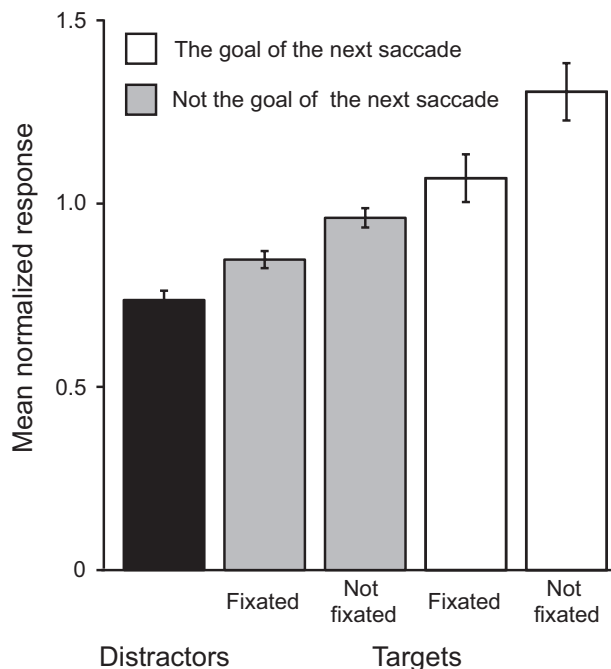 1.5
The goal of the next saccade
Not the goal of the next saccade
1.0
Mean normalized response
0.5
0
Fixated
Not
fixated
Fixated
Not
fixated
Distractors
Targets